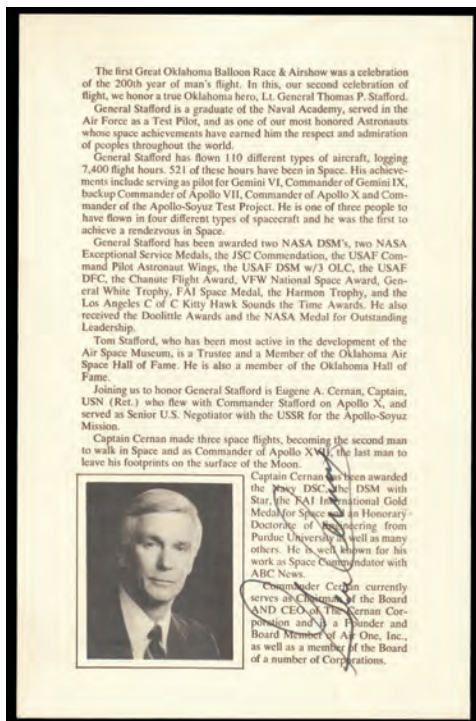 The first Great Oklahoma Balloon Race & Airshow was a celebration
of the 200th year of man's flight. In this, our second celebration of
flight, we honor a true Oklahoma hero, Lt. General Thomas P. Stafford.
General Stafford is a graduate of the Naval Academy, served in the
Air Force as a Test Pilot, and as one of our most honored Astronauts
whose space achievements have earned him the respect and admiration
of peoples throughout the world.
General Stafford has flown 110 different types of aircraft, logging
7,400 flight hours. 521 of these hours have been in Space. His achieve-
ments include serving as pilot for Gemini VI, Commander of Gemini IX,
backup Commander of Apollo VII, Commander of Apollo X and Com-
mander of the Apollo-Soyuz Test Project. He is one of three people to
have flown in four different types of spacecraft and he was the first to
achieve a rendezvous in Space.
General Stafford has been awarded two NASA DSM's, two NASA
Exceptional Service Medals, the JSC Commendation, the USAF Com-
mand Pilot Astronaut Wings, the USAF DSM w/3 OLC, the USAF
DFC, the Chanute Flight Award, VFW National Space Award, Gen-
eral White Trophy, FAI Space Medal, the Harmon Trophy, and the
Los Angeles C of C Kitty Hawk Sounds the Time Awards. He also
received the Doolittle Awards and the NASA Medal for Outstanding
Leadership.
Tom Stafford, who has been most active in the development of the
Air Space Museum, is a Trustee and a Member of the Oklahoma Air
Space Hall of Fame. He is also a member of the Oklahoma Hall of
Fame.
Joining us to honor General Stafford is Eugene A. Cernan, Captain,
USN (Ret.) who flew with Commander Stafford on Apollo X, and
served as Senior U.S. Negotiator with the USSR for the Apollo-Soyuz
Mission.
Captain Cernan made three space flights, becoming the second man
to walk in Space and as Commander of Apollo XVII, the last man to
leave his footprints on the surface of the Moon.
Captain Cernan has been awarded
the Navy DSC, the DSM with
Star, the FAI International Gold
Medal for Space and an Honorary
Doctorate of Engineering from
Purdue University as well as many
others. He is well known for his
work as Space Commendator with
ABC News.
Commander Cernan currently
serves as Chairman of the Board
AND CEO of The Cernan Cor-
poration and is a Founder and
Board Member of Air One, Inc.,
as well as a member of the Board
of a number of Corporations.